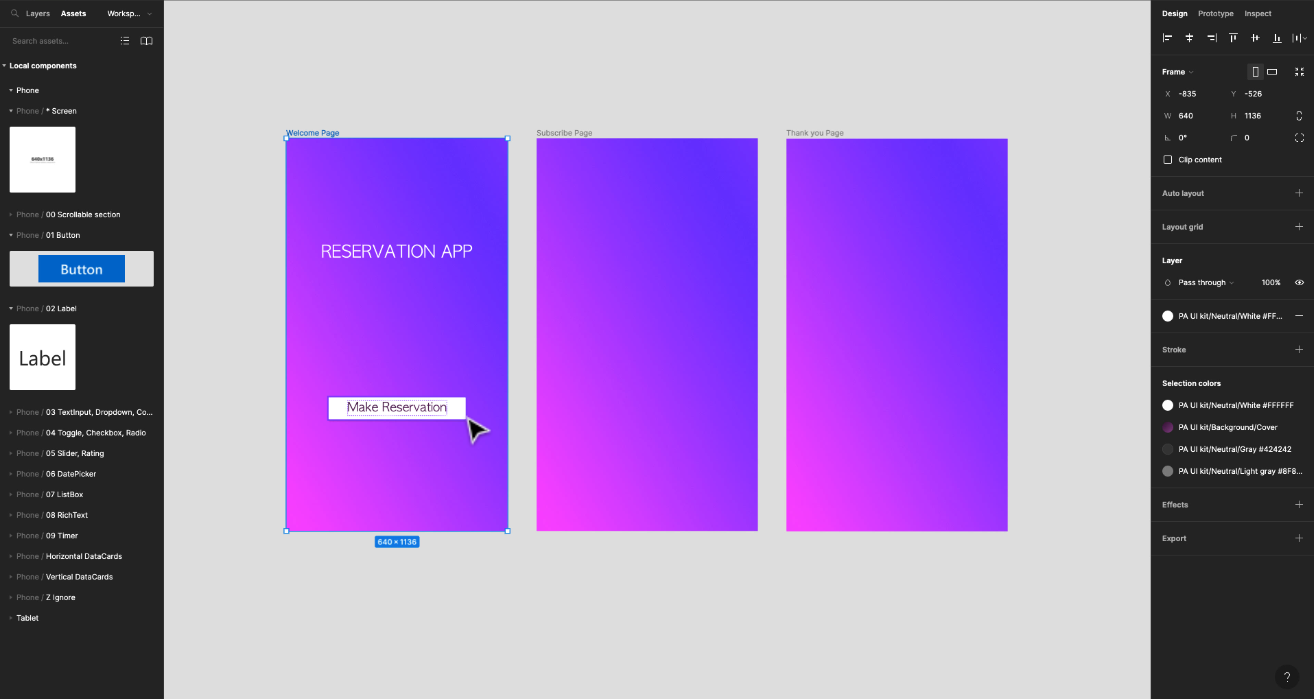 Layers Assets Worksp...
Search assets...
Local components
Phone
Phone / * Screen
640x1136
Phone / 00 Scrollable section
Phone / 01 Button
Button
Phone / 02 Label
Label
Phone / 03 TextInput, Dropdown, Co...
Phone / 04 Toggle, Checkbox, Radio
Phone / 05 Slider, Rating
Phone / 06 DatePicker
Phone / 07 ListBox
Phone / 08 RichText
Phone / 09 Timer
Phone / Horizontal DataCards
Phone / Vertical DataCards
Phone / Z Ignore
Tablet
Welcome Page
RESERVATION APP
Make Reservation
640 × 1136
Subscribe Page
Thank you Page
Design Prototype Inspect
Frame
X -835 Y -526
W 640 H 1136
0° 0
Clip content
Auto layout
Layout grid
Layer
Pass through 100%
PA UI kit/Neutral/White #FF...
Stroke
Selection colors
PA UI kit/Neutral/White #FFFFFF
PA UI kit/Background/Cover
PA UI kit/Neutral/Gray #424242
PA UI kit/Neutral/Light gray #8F8...
Effects
Export
?